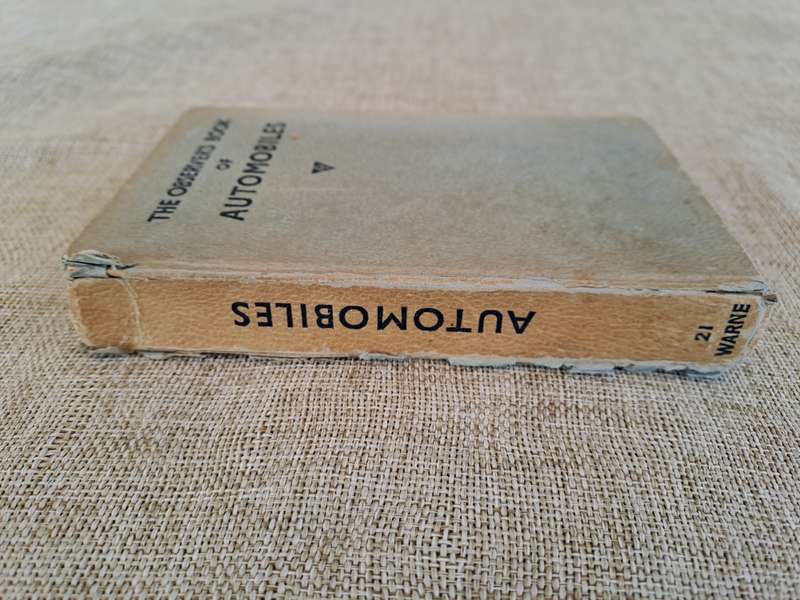 THE OBSERVER'S BOOK
OF
AUTOMOBILES
AUTOMOBILES
21
WARNE